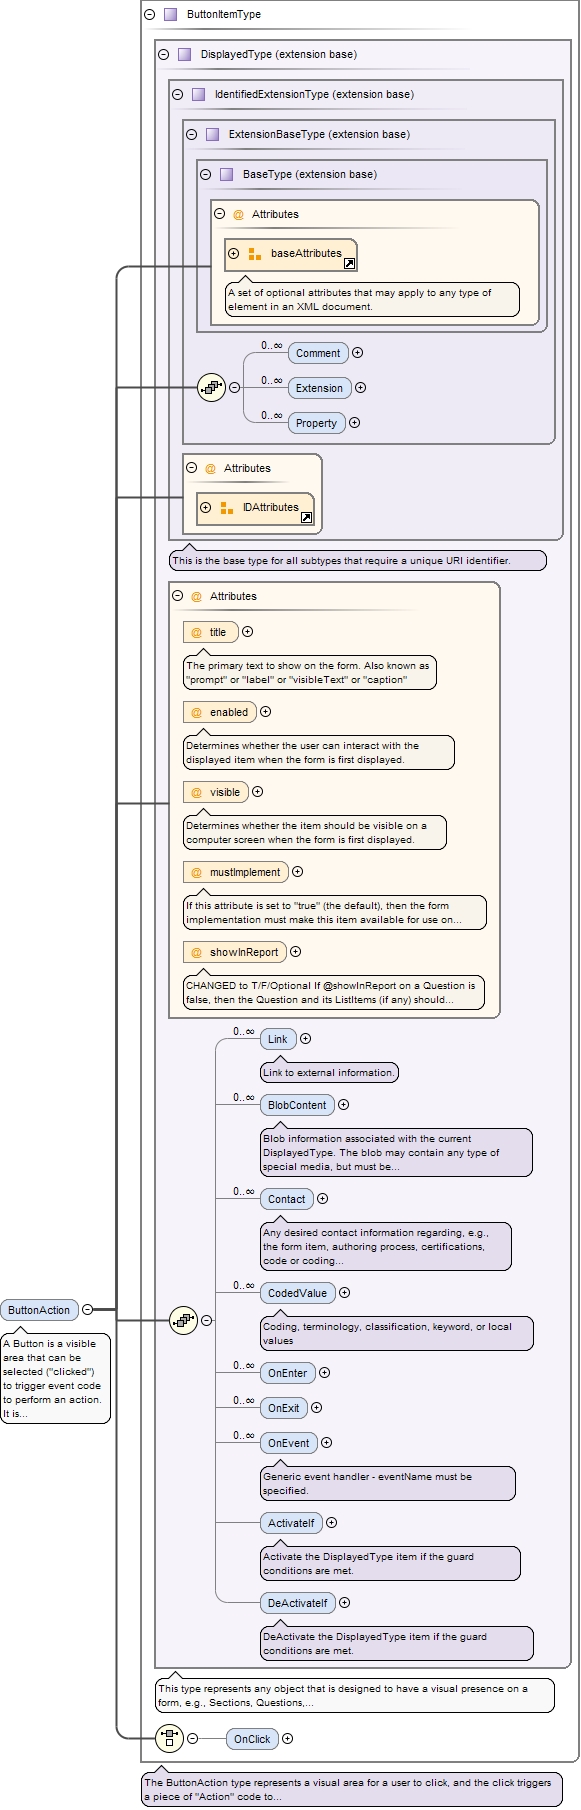 ButtonItemType
DisplayedType (extension base)
IdentifiedExtensionType (extension base)
ExtensionBaseType (extension base)
BaseType (extension base)
@ Attributes
baseAttributes
A set of optional attributes that may apply to any type of
element in an XML document.
0..∞
Comment
0..∞
Extension
0..∞
Property
@ Attributes
IDAttributes
This is the base type for all subtypes that require a unique URI identifier.
@ Attributes
@ title
The primary text to show on the form. Also known as
"prompt" or "label" or "visibleText" or "caption"
@ enabled
Determines whether the user can interact with the
displayed item when the form is first displayed.
@ visible
Determines whether the item should be visible on a
computer screen when the form is first displayed.
@ mustImplement
If this attribute is set to "true" (the default), then the form
implementation must make this item available for use on...
@ showInReport
CHANGED to T/F/Optional If @showInReport on a Question is
false, then the Question and its ListItems (if any) should...
0..∞
Link
Link to external information.
0..∞
BlobContent
Blob information associated with the current
DisplayedType. The blob may contain any type of
special media, but must be...
0..∞
Contact
Any desired contact information regarding, e.g.,
the form item, authoring process, certifications,
code or coding...
0..∞
CodedValue
Coding, terminology, classification, keyword, or local
values
0..∞
OnEnter
0..∞
OnExit
0..∞
OnEvent
Generic event handler - eventName must be
specified.
ActivateIf
Activate the DisplayedType item if the guard
conditions are met.
DeActivateIf
DeActivate the DisplayedType item if the guard
conditions are met.
This type represents any object that is designed to have a visual presence on a
form, e.g., Sections, Questions,...
ButtonAction
A Button is a visible
area that can be
selected ("clicked")
to trigger event code
to perform an action.
It is...
OnClick
The ButtonAction type represents a visual area for a user to click, and the click triggers
a piece of "Action" code to...